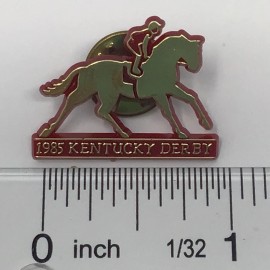 1985 KENTUCKY DERBY
0 inch 1/32 1